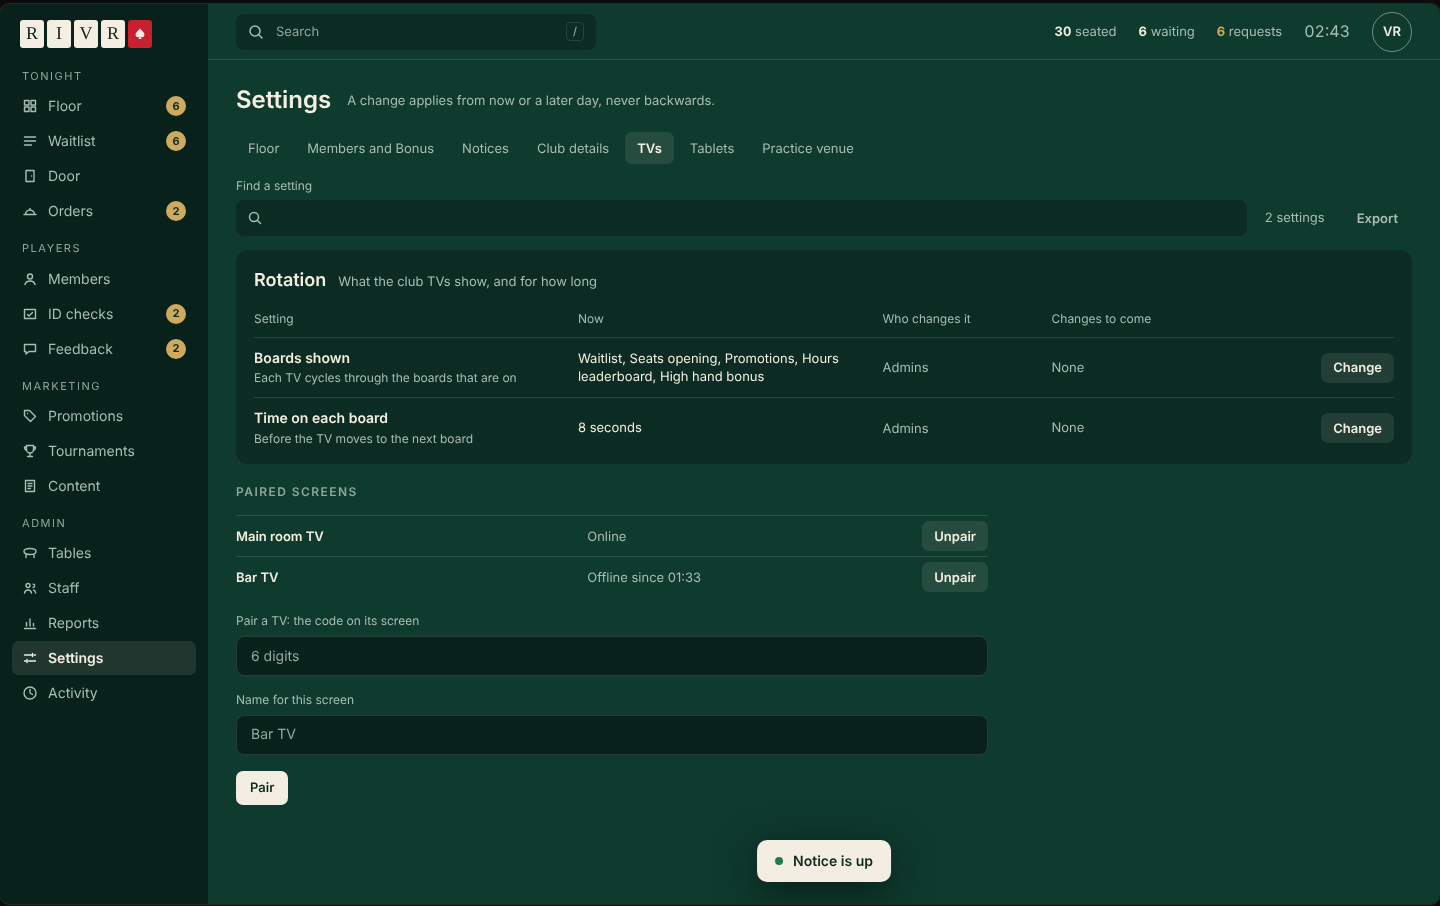 R I V R
Search /
30 seated 6 waiting 6 requests 02:43 VR
TONIGHT
Floor 6
Waitlist 6
Door
Orders 2
PLAYERS
Members
ID checks 2
Feedback 2
MARKETING
Promotions
Tournaments
Content
ADMIN
Tables
Staff
Reports
Settings
Activity
Settings A change applies from now or a later day, never backwards.
Floor Members and Bonus Notices Club details TVs Tablets Practice venue
Find a setting
2 settings Export
Rotation What the club TVs show, and for how long
Setting Now Who changes it Changes to come
Boards shown
Each TV cycles through the boards that are on
Waitlist, Seats opening, Promotions, Hours
leaderboard, High hand bonus
Admins None Change
Time on each board
Before the TV moves to the next board
8 seconds Admins None Change
PAIRED SCREENS
Main room TV Online Unpair
Bar TV Offline since 01:33 Unpair
Pair a TV: the code on its screen
6 digits
Name for this screen
Bar TV
Pair
Notice is up